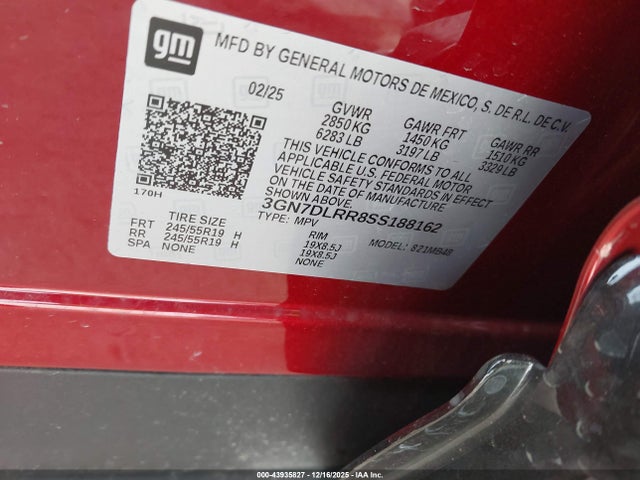 gm
MFD BY GENERAL MOTORS DE MEXICO, S. DE R.L. DE C.V.
02/25
GVWR
2850 KG
6283 LB
GAWR FRT
1450 KG
3197 LB
GAWR RR
1510 KG
3329 LB
THIS VEHICLE CONFORMS TO ALL
APPLICABLE U.S. FEDERAL MOTOR
VEHICLE SAFETY STANDARDS IN EFFECT
ON THE DATE OF MANUFACTURE
SHOWN ABOVE.
3GN7DLRR8SS188162
TYPE: MPV
MODEL: 821MB48
170H
TIRE SIZE
RIM
FRT 245/55R19 H 19X8.5J
RR 245/55R19 H 19X8.5J
SPA NONE NONE
000-43935827 - 12/16/2025 - IAA Inc.